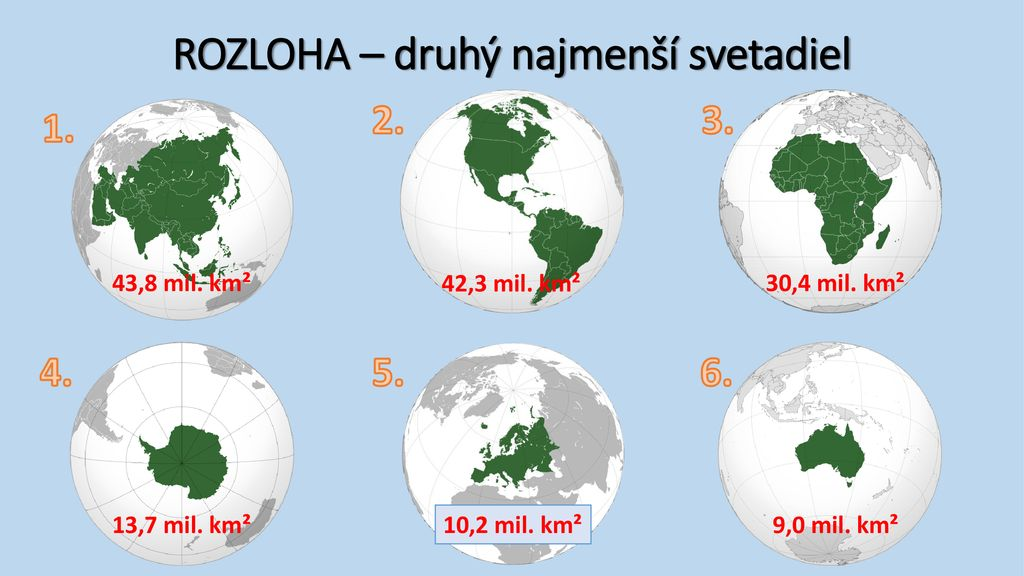 ROZLOHA – druhý najmenší svetadiel
1.
2.
3.
43,8 mil. km²
42,3 mil. km²
30,4 mil. km²
4.
5.
6.
13,7 mil. km²
10,2 mil. km²
9,0 mil. km²